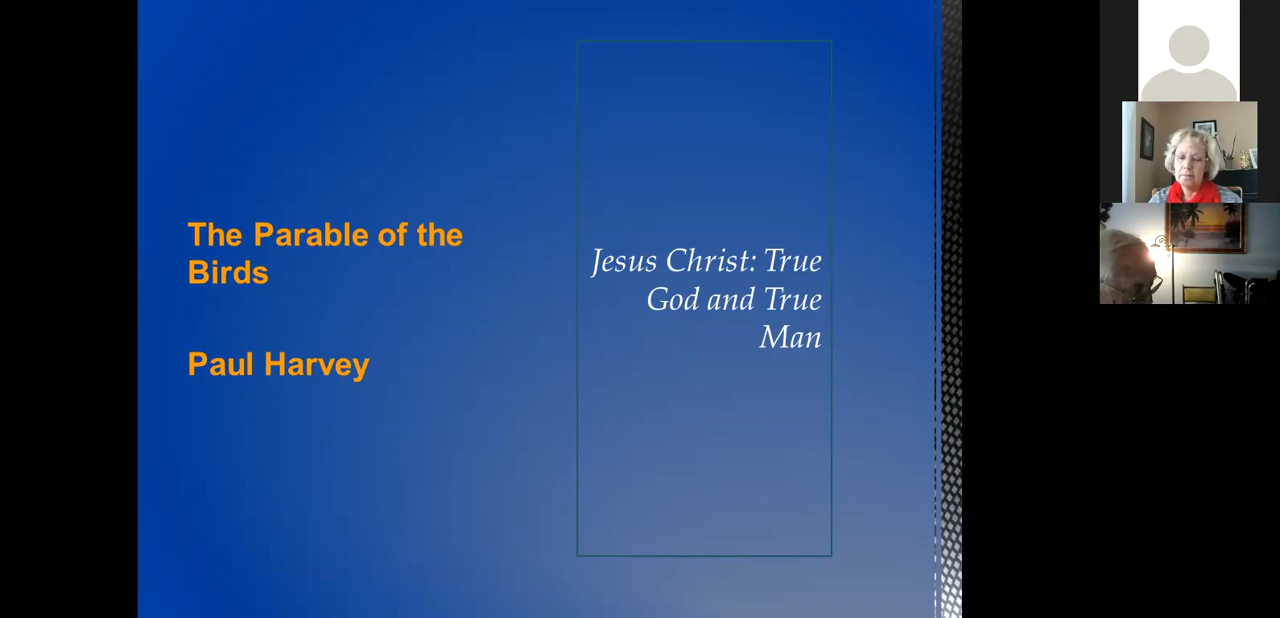 The Parable of the
Birds
Paul Harvey
Jesus Christ: True
God and True
Man